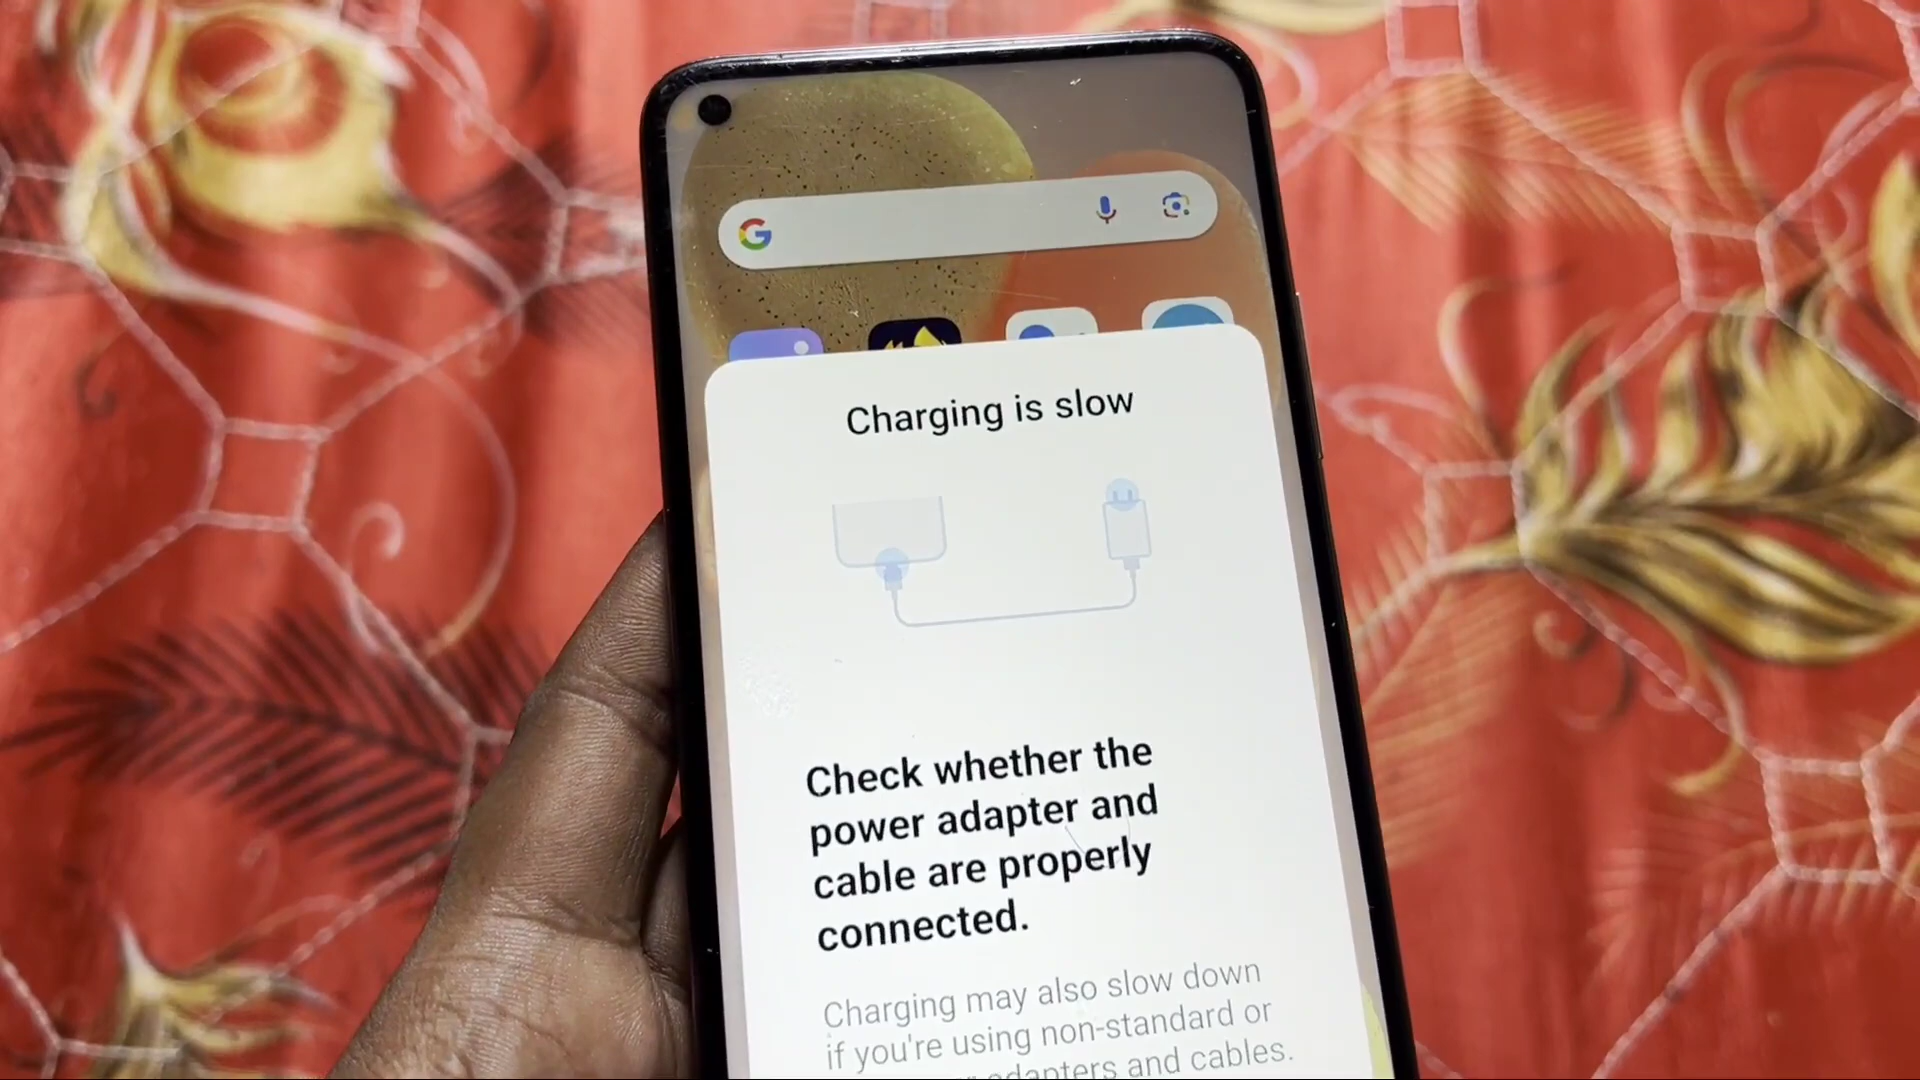 G
Charging is slow
Check whether the
power adapter and
cable are properly
connected.
Charging may also slow down
if you're using non-standard or
adapters and cables.